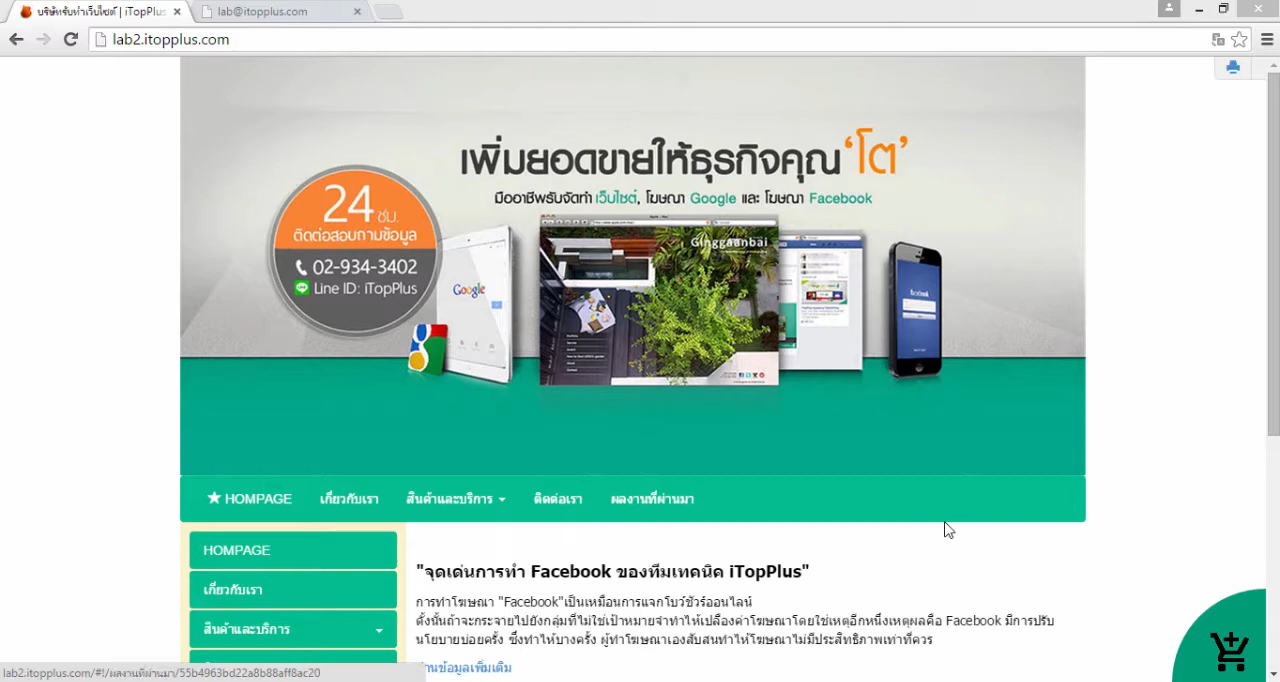 บริษัทรับทำเว็บไซต์ | iTopPlus
lab@itopplus.com
lab2.itopplus.com
เพิ่มยอดขายให้ธุรกิจคุณ‘โต’
มืออาชีพรับจัดทำ เว็บไซต์, โฆษณา Google และ โฆษณา Facebook
24 ชม.
ติดต่อสอบถามข้อมูล
02-934-3402
Line ID: iTopPlus
Google
Ginggaanbai
facebook
★ HOMPAGE
เกี่ยวกับเรา
สินค้าและบริการ
ติดต่อเรา
ผลงานที่ผ่านมา
HOMPAGE
เกี่ยวกับเรา
สินค้าและบริการ
"จุดเด่นการทำ Facebook ของทีมเทคนิค iTopPlus"
การทำโฆษณา "Facebook"เป็นเหมือนการแจกโบว์ชัวร์ออนไลน์
ดังนั้นถ้าจะกระจายไปยังกลุ่มที่ไม่ใช่เป้าหมายจำทำให้เปลืองค่าโฆษณาโดยใช่เหตุอีกหนึ่งเหตุผลคือ Facebook มีการปรับ
นโยบายบ่อยครั้ง ซึ่งทำให้บางครั้ง ผู้ทำโฆษณาเองสับสนทำให้โฆษณาไม่มีประสิทธิภาพเท่าที่ควร
านข้อมูลเพิ่มเติม
lab2.itopplus.com/#!/ผลงานที่ผ่านมา/55b4963bd22a8b88aff8ac20